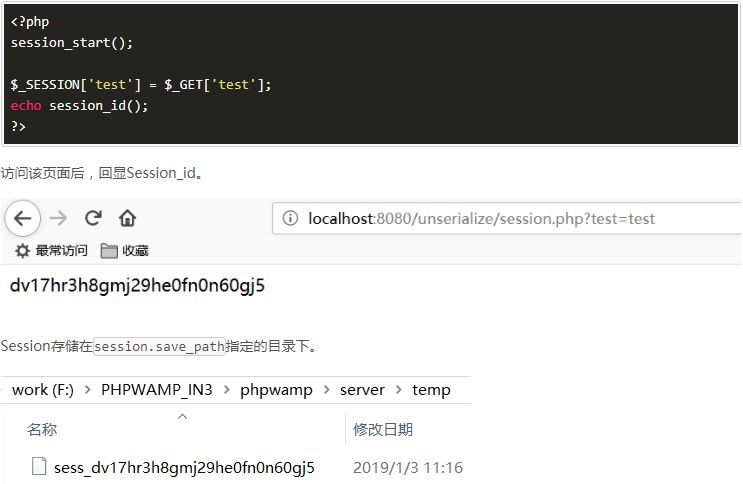 <?php
session_start();
$_SESSION['test'] = $_GET['test'];
echo session_id();
?>
访问该页面后，回显Session_id。
localhost:8080/unserialize/session.php?test=test
最常访问 收藏
dv17hr3h8gmj29he0fn0n60gj5
Session存储在session.save_path指定的目录下。
work (F:) > PHPWAMP_IN3 > phpwamp > server > temp
名称 修改日期
sess_dv17hr3h8gmj29he0fn0n60gj5 2019/1/3 11:16